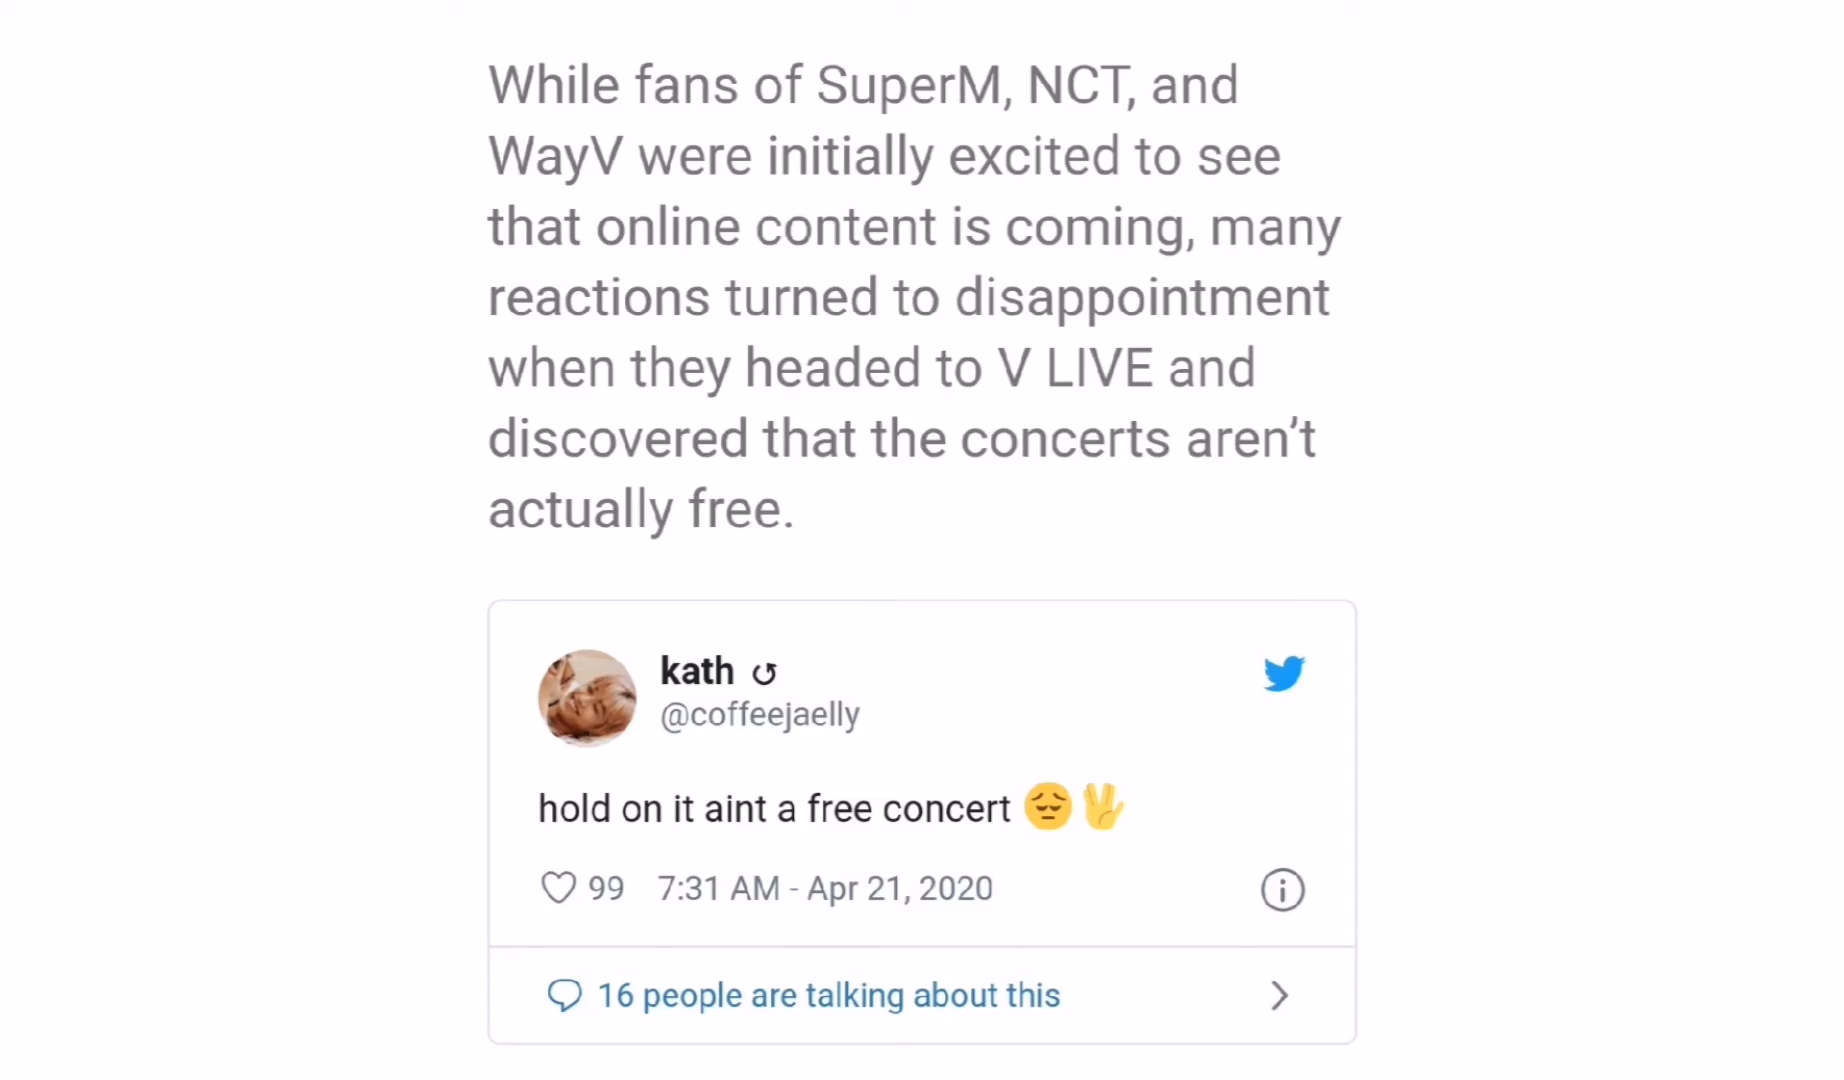 While fans of SuperM, NCT, and
WayV were initially excited to see
that online content is coming, many
reactions turned to disappointment
when they headed to V LIVE and
discovered that the concerts aren’t
actually free.
kath ↺
@coffeejaelly
hold on it aint a free concert 😔🖖
99 7:31 AM - Apr 21, 2020
16 people are talking about this